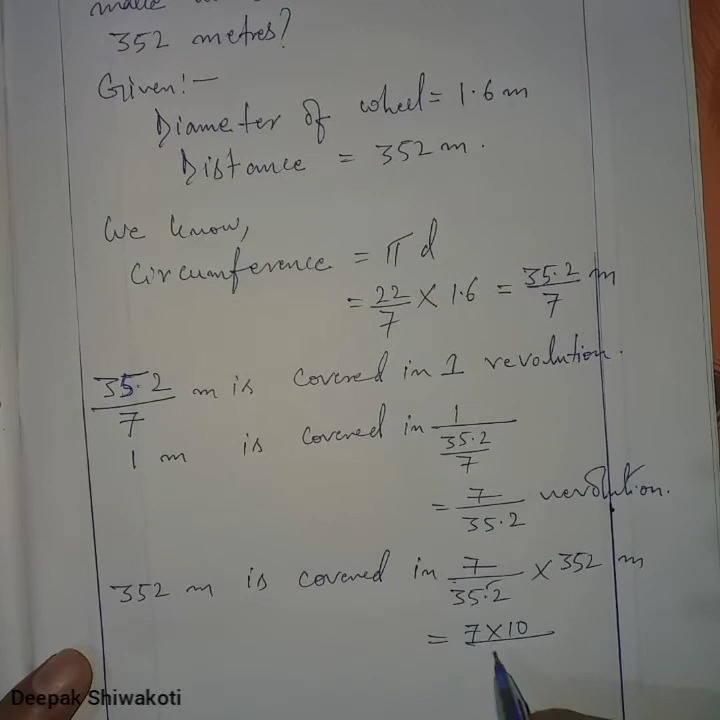 352 metres?
Given:-
Diameter of wheel = 1.6 m
Distance = 352 m.
We know,
Circumference = π d
= 22/7 × 1.6 = 35.2/7 m
35.2/7 m is covered in 1 revolution.
1 m is covered in 1/(35.2/7)
= 7/35.2 revolution.
352 m is covered in 7/35.2 × 352 m
= 7×10
Deepak Shiwakoti